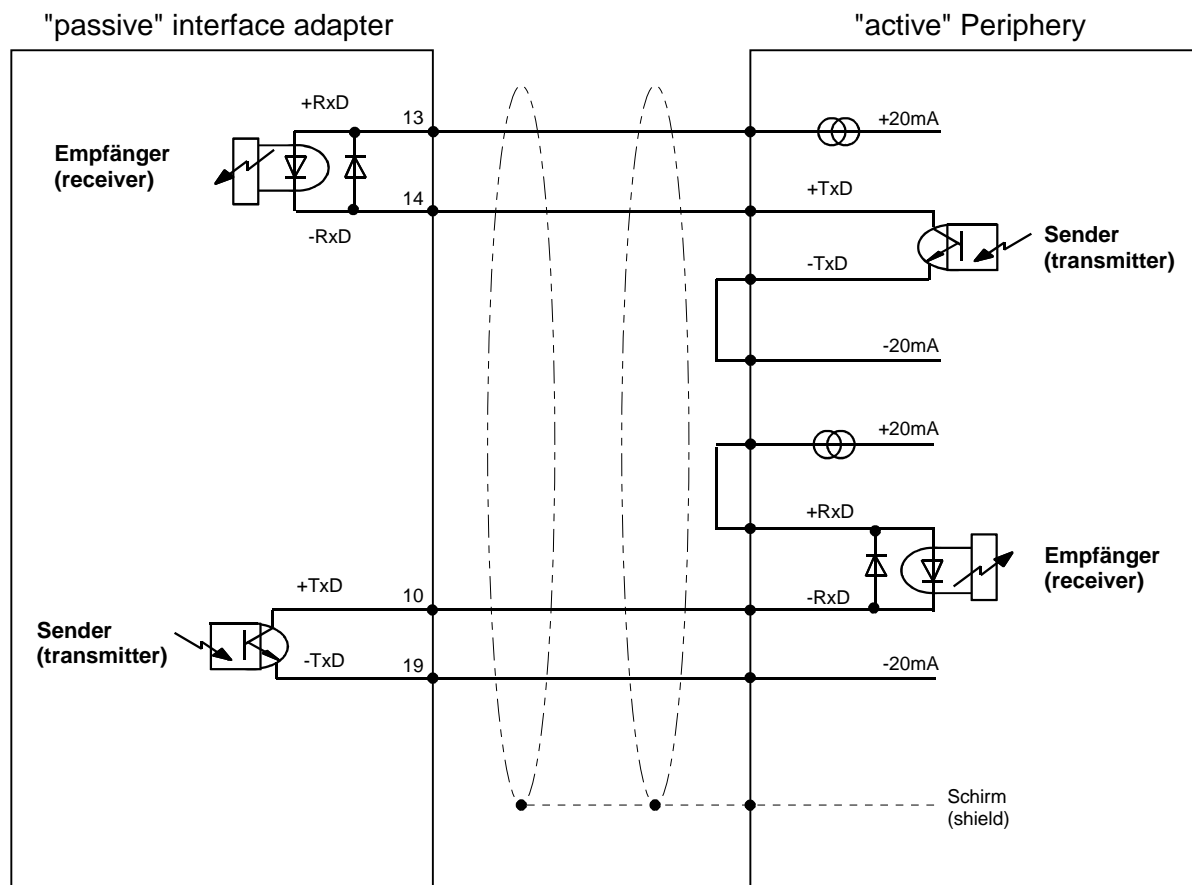 "passive" interface adapter
"active" Periphery
+RxD
13
+20mA
Empfänger
(receiver)
14
+TxD
-RxD
Sender
(transmitter)
-TxD
-20mA
+20mA
+RxD
Empfänger
(receiver)
+TxD
10
-RxD
Sender
(transmitter)
-TxD
19
-20mA
Schirm
(shield)